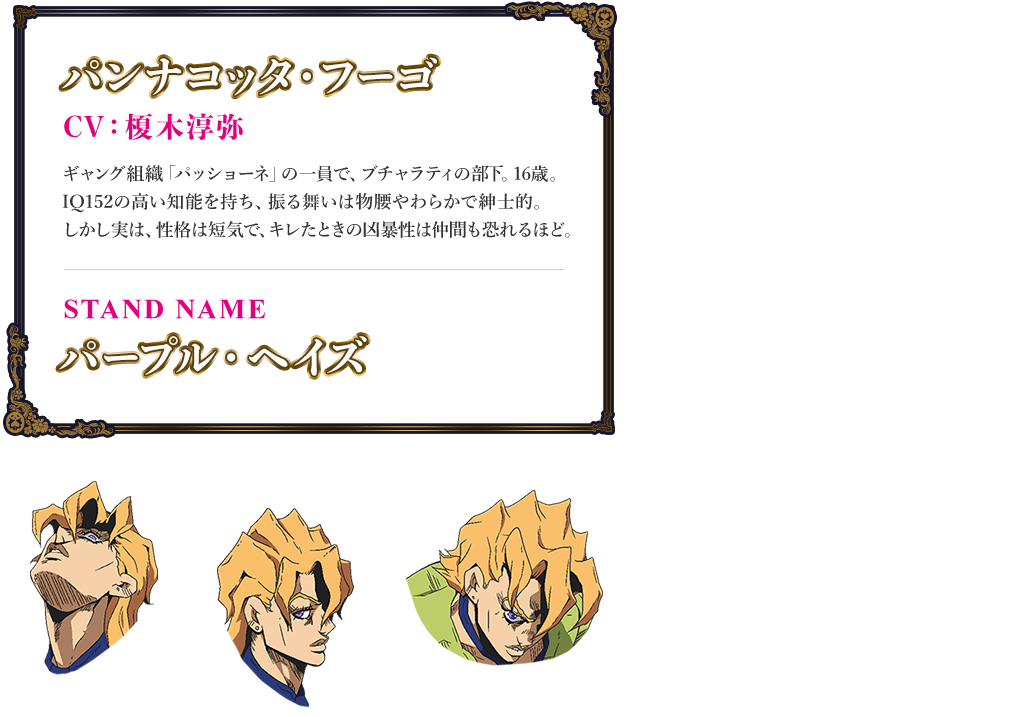 パンナコッタ・フーゴ
CV：榎木淳弥
ギャング組織「パッショーネ」の一員で、ブチャラティの部下。16歳。
IQ152の高い知能を持ち、振る舞いは物腰やわらかで紳士的。
しかし実は、性格は短気で、キレたときの凶暴性は仲間も恐れるほど。
STAND NAME
パープル・ヘイズ